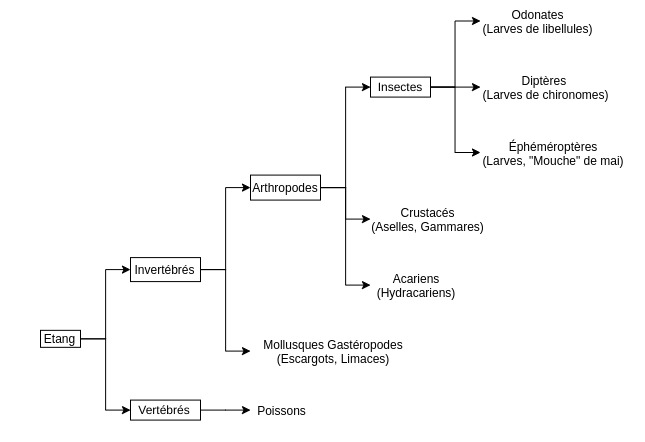 Odonates
(Larves de libellules)
Insectes
Diptères
(Larves de chironomes)
Éphéméroptères
(Larves, "Mouche" de mai)
Arthropodes
Crustacés
(Aselles, Gammares)
Invertébrés
Acariens
(Hydracariens)
Etang
Mollusques Gastéropodes
(Escargots, Limaces)
Vertébrés
Poissons